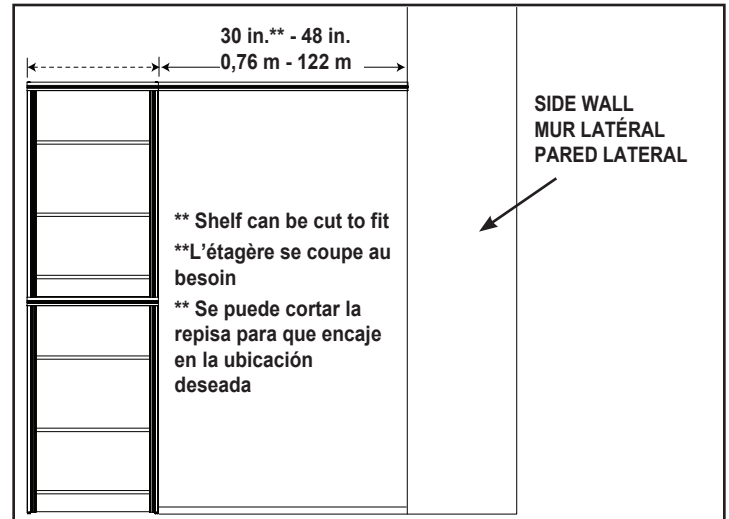 30 in.** - 48 in.
0,76 m - 122 m
SIDE WALL
MUR LATÉRAL
PARED LATERAL
** Shelf can be cut to fit
**L'étagère se coupe au
besoin
** Se puede cortar la
repisa para que encaje
en la ubicación
deseada